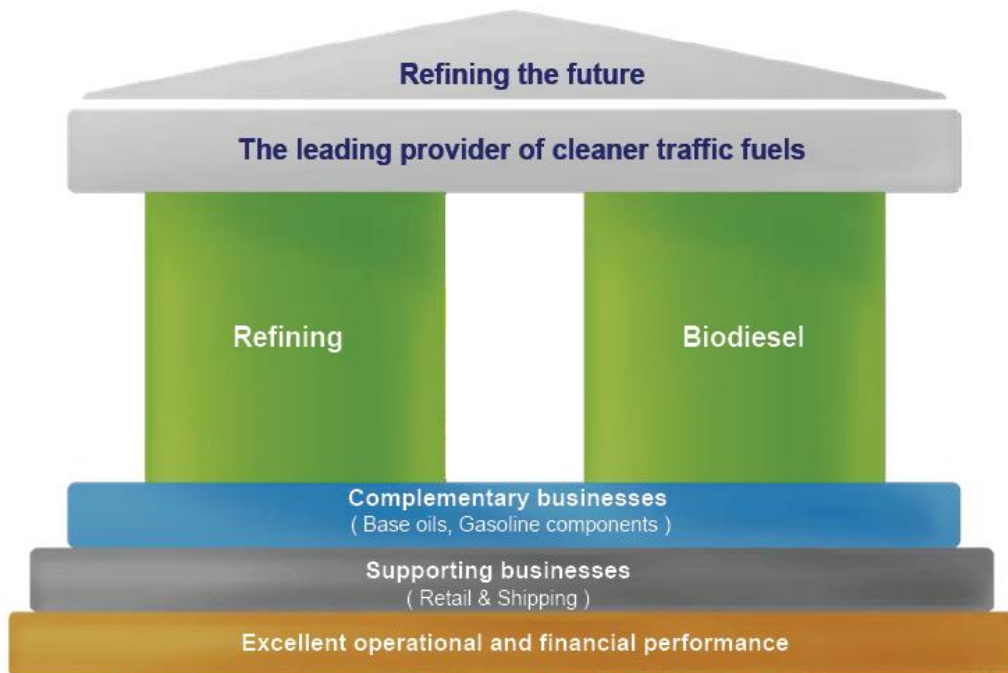 Refining the future
The leading provider of cleaner traffic fuels
Refining
Biodiesel
Complementary businesses
( Base oils, Gasoline components )
Supporting businesses
( Retail & Shipping )
Excellent operational and financial performance